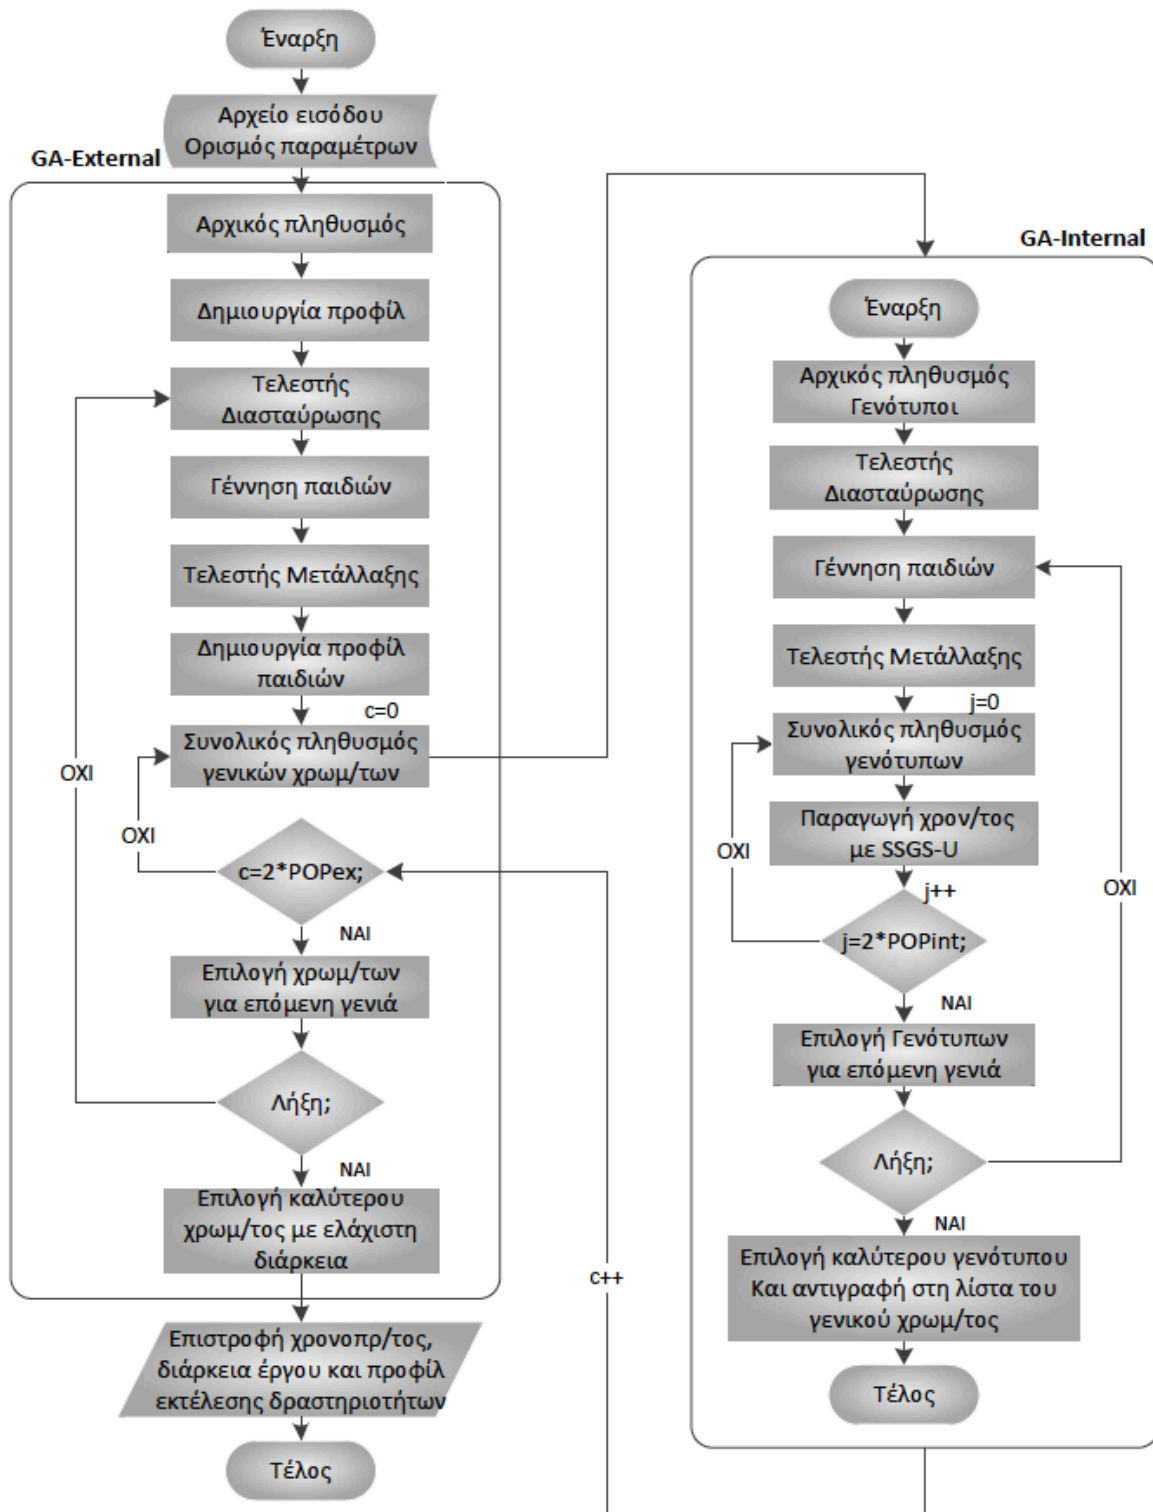 Έναρξη
Αρχείο εισόδου
Ορισμός παραμέτρων
GA-External
Αρχικός πληθυσμός
Δημιουργία προφίλ
Τελεστής
Διασταύρωσης
Γέννηση παιδιών
Τελεστής Μετάλλαξης
Δημιουργία προφίλ
παιδιών
c=0
Συνολικός πληθυσμός
γενικών χρωμ/των
ΟΧΙ
ΟΧΙ
c=2*POPex;
ΝΑΙ
Επιλογή χρωμ/των
για επόμενη γενιά
Λήξη;
ΝΑΙ
Επιλογή καλύτερου
χρωμ/τος με ελάχιστη
διάρκεια
Επιστροφή χρονοπρ/τος,
διάρκεια έργου και προφίλ
εκτέλεσης δραστηριοτήτων
Τέλος
c++
GA-Internal
Έναρξη
Αρχικός πληθυσμός
Γενότυποι
Τελεστής
Διασταύρωσης
Γέννηση παιδιών
Τελεστής Μετάλλαξης
j=0
Συνολικός πληθυσμός
γενότυπων
Παραγωγή χρον/τος
με SSGS-U
ΟΧΙ
ΟΧΙ
j++
j=2*POPint;
ΝΑΙ
Επιλογή Γενότυπων
για επόμενη γενιά
Λήξη;
ΝΑΙ
Επιλογή καλύτερου γενότυπου
Και αντιγραφή στη λίστα του
γενικού χρωμ/τος
Τέλος